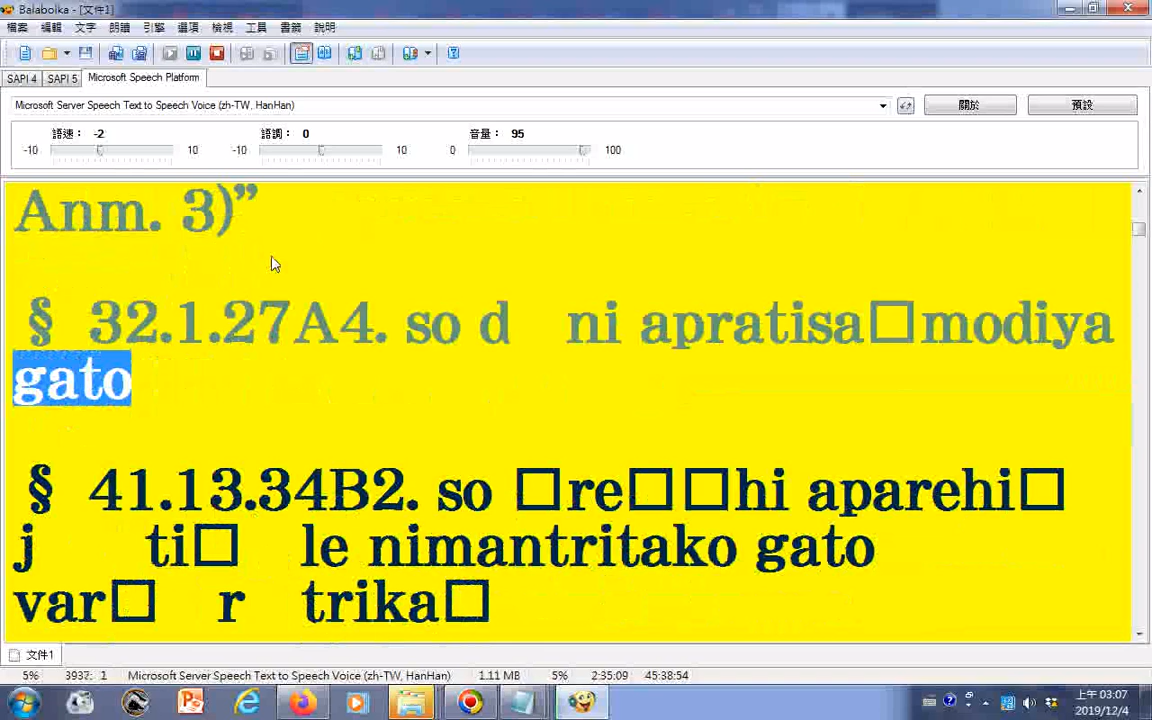 Balabolka - [文件1]
檔案 編輯 文字 朗讀 引擎 選項 檢視 工具 書籤 說明
SAPI 4 SAPI 5 Microsoft Speech Platform
Microsoft Server Speech Text to Speech Voice (zh-TW, HanHan) 關於 預設
語速： -2 語調： 0 音量： 95
-10 10 -10 10 0 100
Anm. 3)”
§ 32.1.27A4. so d ni apratisa□modiya
gato
§ 41.13.34B2. so □re□□hi aparehi□
j ti□ le nimantritako gato
var□ r trika□
文件1
5% 3937: 1 Microsoft Server Speech Text to Speech Voice (zh-TW, HanHan) 1.11 MB 5% 2:35:09 45:38:54
上午 03:07
2019/12/4